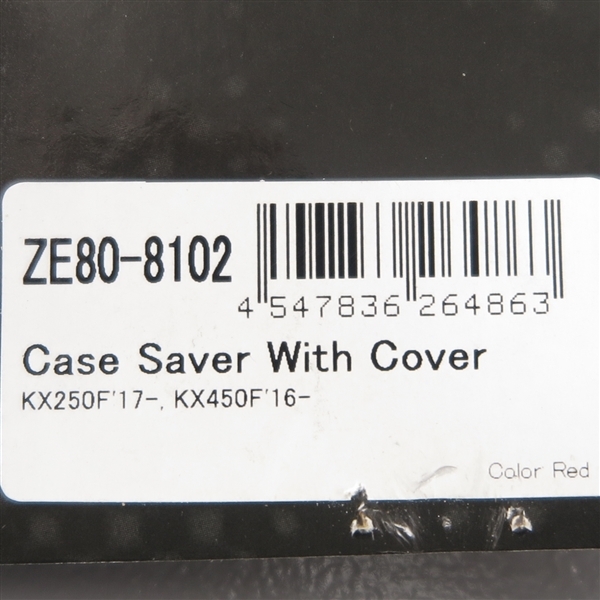 ZE80-8102
4 547836 264863
Case Saver With Cover
KX250F'17-, KX450F'16-
Color Red